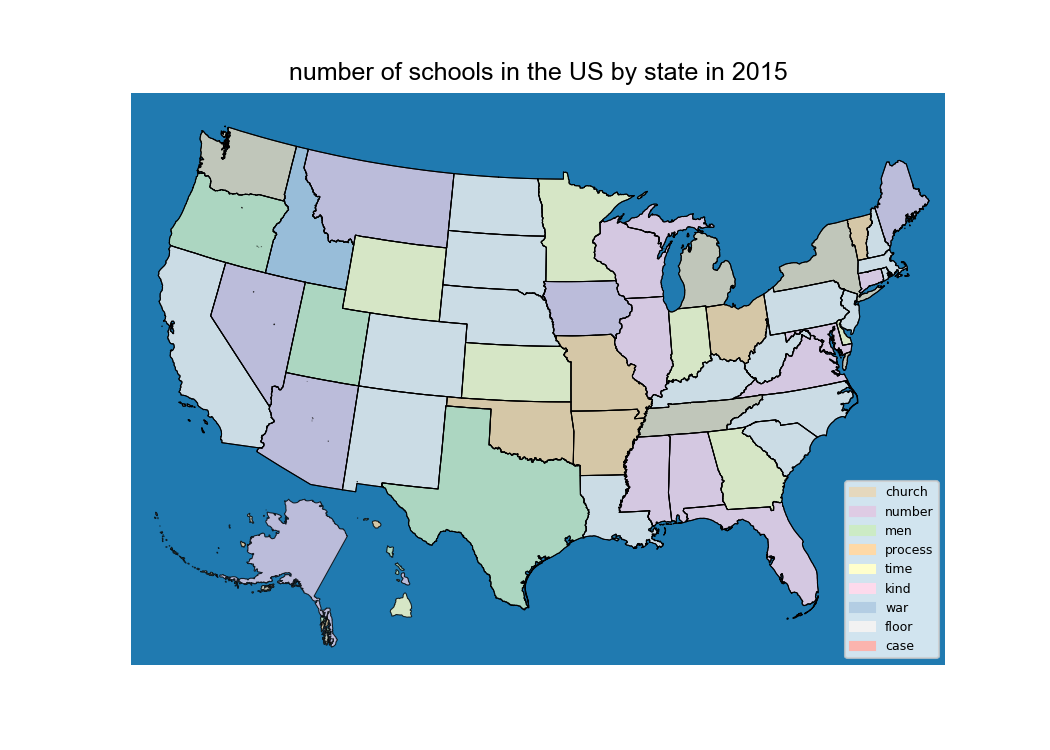 number of schools in the US by state in 2015
church
number
men
process
time
kind
war
floor
case